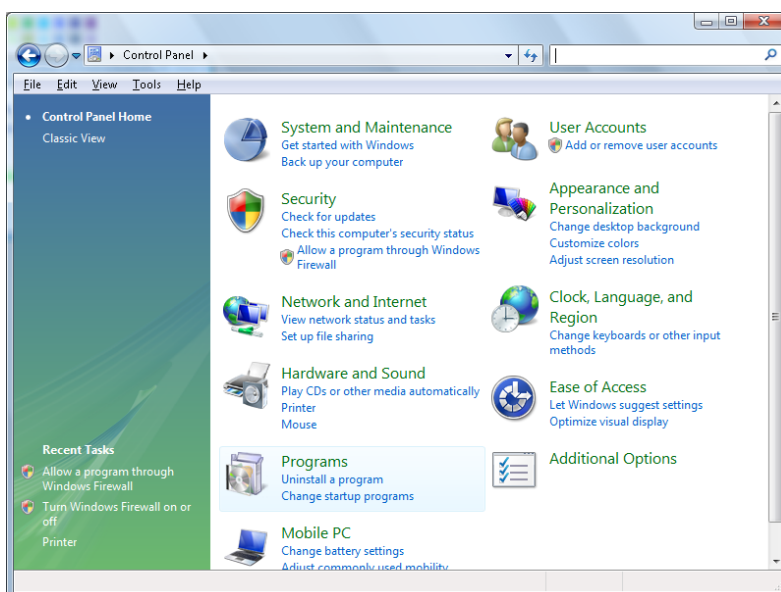 Control Panel
File Edit View Tools Help
Control Panel Home
Classic View
Recent Tasks
Allow a program through
Windows Firewall
Turn Windows Firewall on or
off
Printer
System and Maintenance
Get started with Windows
Back up your computer
Security
Check for updates
Check this computer's security status
Allow a program through Windows
Firewall
Network and Internet
View network status and tasks
Set up file sharing
Hardware and Sound
Play CDs or other media automatically
Printer
Mouse
Programs
Uninstall a program
Change startup programs
Mobile PC
Change battery settings
Adjust commonly used mobility
User Accounts
Add or remove user accounts
Appearance and
Personalization
Change desktop background
Customize colors
Adjust screen resolution
Clock, Language, and
Region
Change keyboards or other input
methods
Ease of Access
Let Windows suggest settings
Optimize visual display
Additional Options